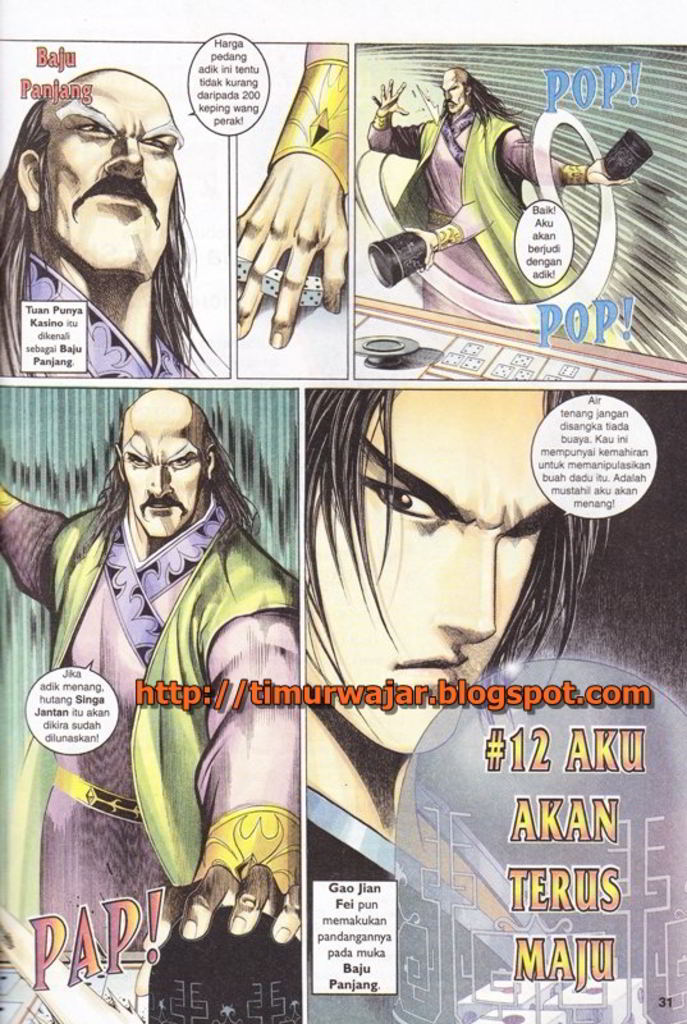 Baju
Panjang
Harga
pedang
adik ini tentu
tidak kurang
daripada 200
keping wang
perak!
Tuan Punya
Kasino itu
dikenali
sebagai Baju
Panjang.
POP!
Baik!
Aku
akan
berjudi
dengan
adik!
POP!
Jika
adik menang,
hutang Singa
Jantan itu akan
dikira sudah
dilunaskan!
PAP!
Air
tenang jangan
disangka tiada
buaya. Kau ini
mempunyai kemahiran
untuk memanipulasikan
buah dadu itu. Adalah
mustahil aku akan
menang!
http://timurwajar.blogspot.com
#12 AKU
AKAN
TERUS
MAJU
Gao Jian
Fei pun
memakukan
pandangannya
pada muka
Baju
Panjang.
31